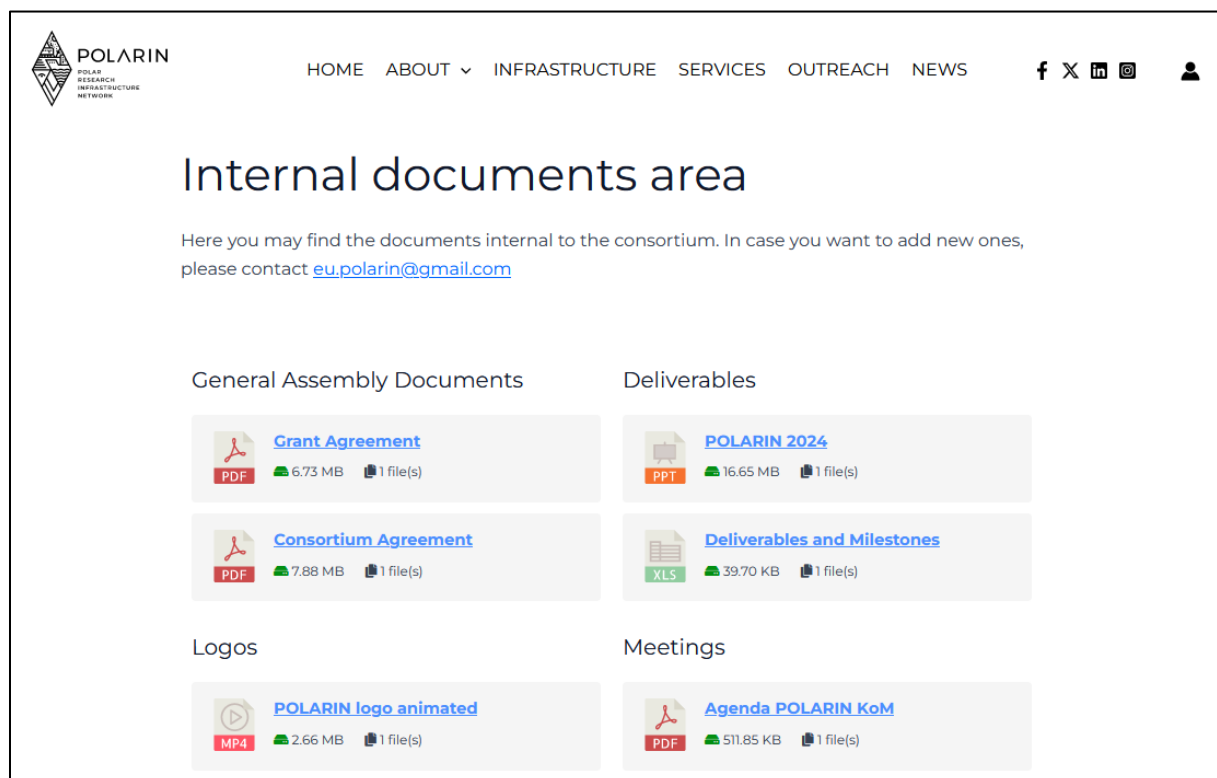 POLARIN
POLAR
RESEARCH
INFRASTRUCTURE
NETWORK
HOME ABOUT INFRASTRUCTURE SERVICES OUTREACH NEWS
Internal documents area
Here you may find the documents internal to the consortium. In case you want to add new ones,
please contact eu.polarin@gmail.com
General Assembly Documents
PDF
Grant Agreement
6.73 MB 1 file(s)
PDF
Consortium Agreement
7.88 MB 1 file(s)
Deliverables
PPT
POLARIN 2024
16.65 MB 1 file(s)
XLS
Deliverables and Milestones
39.70 KB 1 file(s)
Logos
MP4
POLARIN logo animated
2.66 MB 1 file(s)
Meetings
PDF
Agenda POLARIN KoM
511.85 KB 1 file(s)